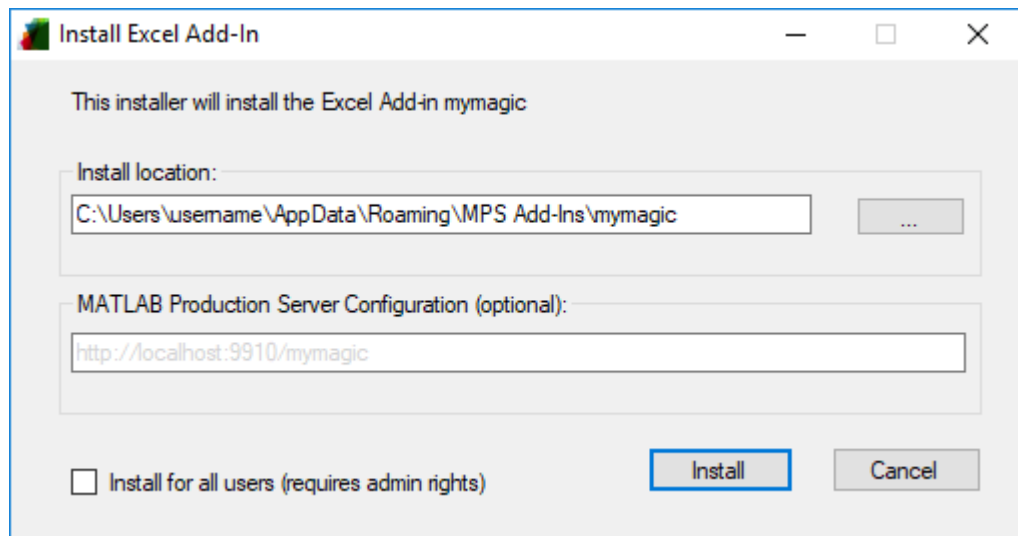 Install Excel Add-In
This installer will install the Excel Add-in mymagic
Install location:
C:\Users\username\AppData\Roaming\MPS Add-Ins\mymagic
...
MATLAB Production Server Configuration (optional):
http://localhost:9910/mymagic
Install for all users (requires admin rights)
Install
Cancel